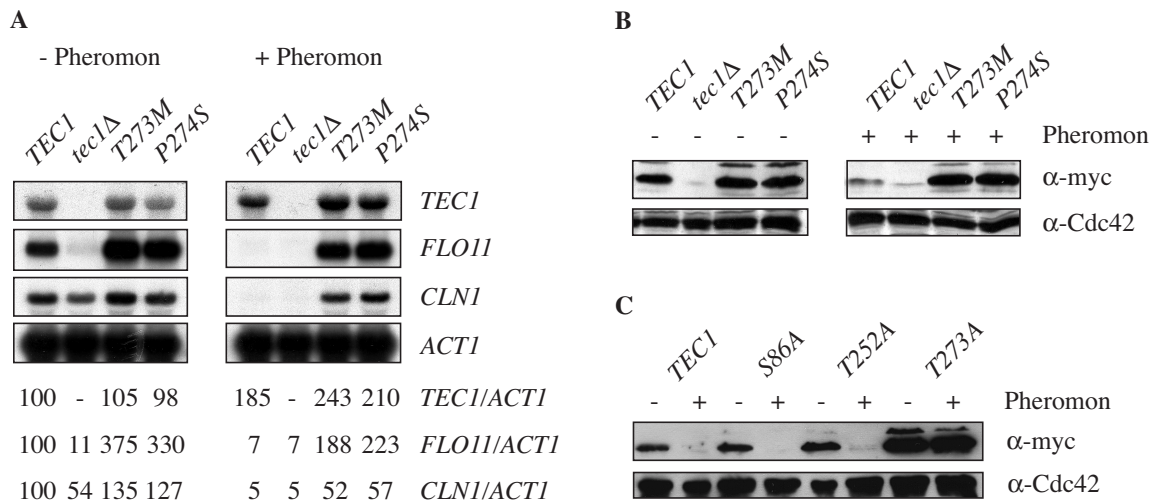 A
- Pheromon + Pheromon
TEC1 tec1Δ T273M P274S TEC1 tec1Δ T273M P274S
TEC1
FLO11
CLN1
ACT1
100 - 105 98 185 - 243 210 TEC1/ACT1
100 11 375 330 7 7 188 223 FLO11/ACT1
100 54 135 127 5 5 52 57 CLN1/ACT1
B
TEC1 tec1Δ T273M P274S TEC1 tec1Δ T273M P274S
- - - - + + + + Pheromon
α-myc
α-Cdc42
C
TEC1 S86A T252A T273A
- + - + - + - + Pheromon
α-myc
α-Cdc42